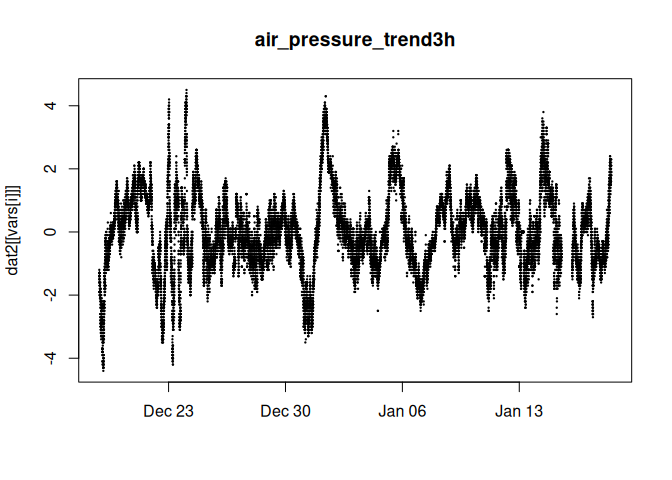 air_pressure_trend3h
dat2[[vars[i]]]
4
2
0
-2
-4
Dec 23 Dec 30 Jan 06 Jan 13